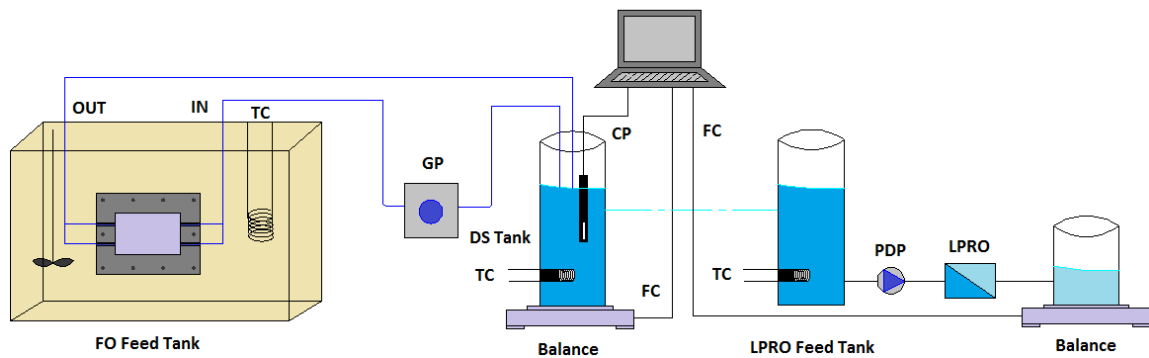 OUT
IN
TC
CP
FC
GP
DS Tank
PDP
LPRO
TC
TC
FC
FO Feed Tank
Balance
LPRO Feed Tank
Balance